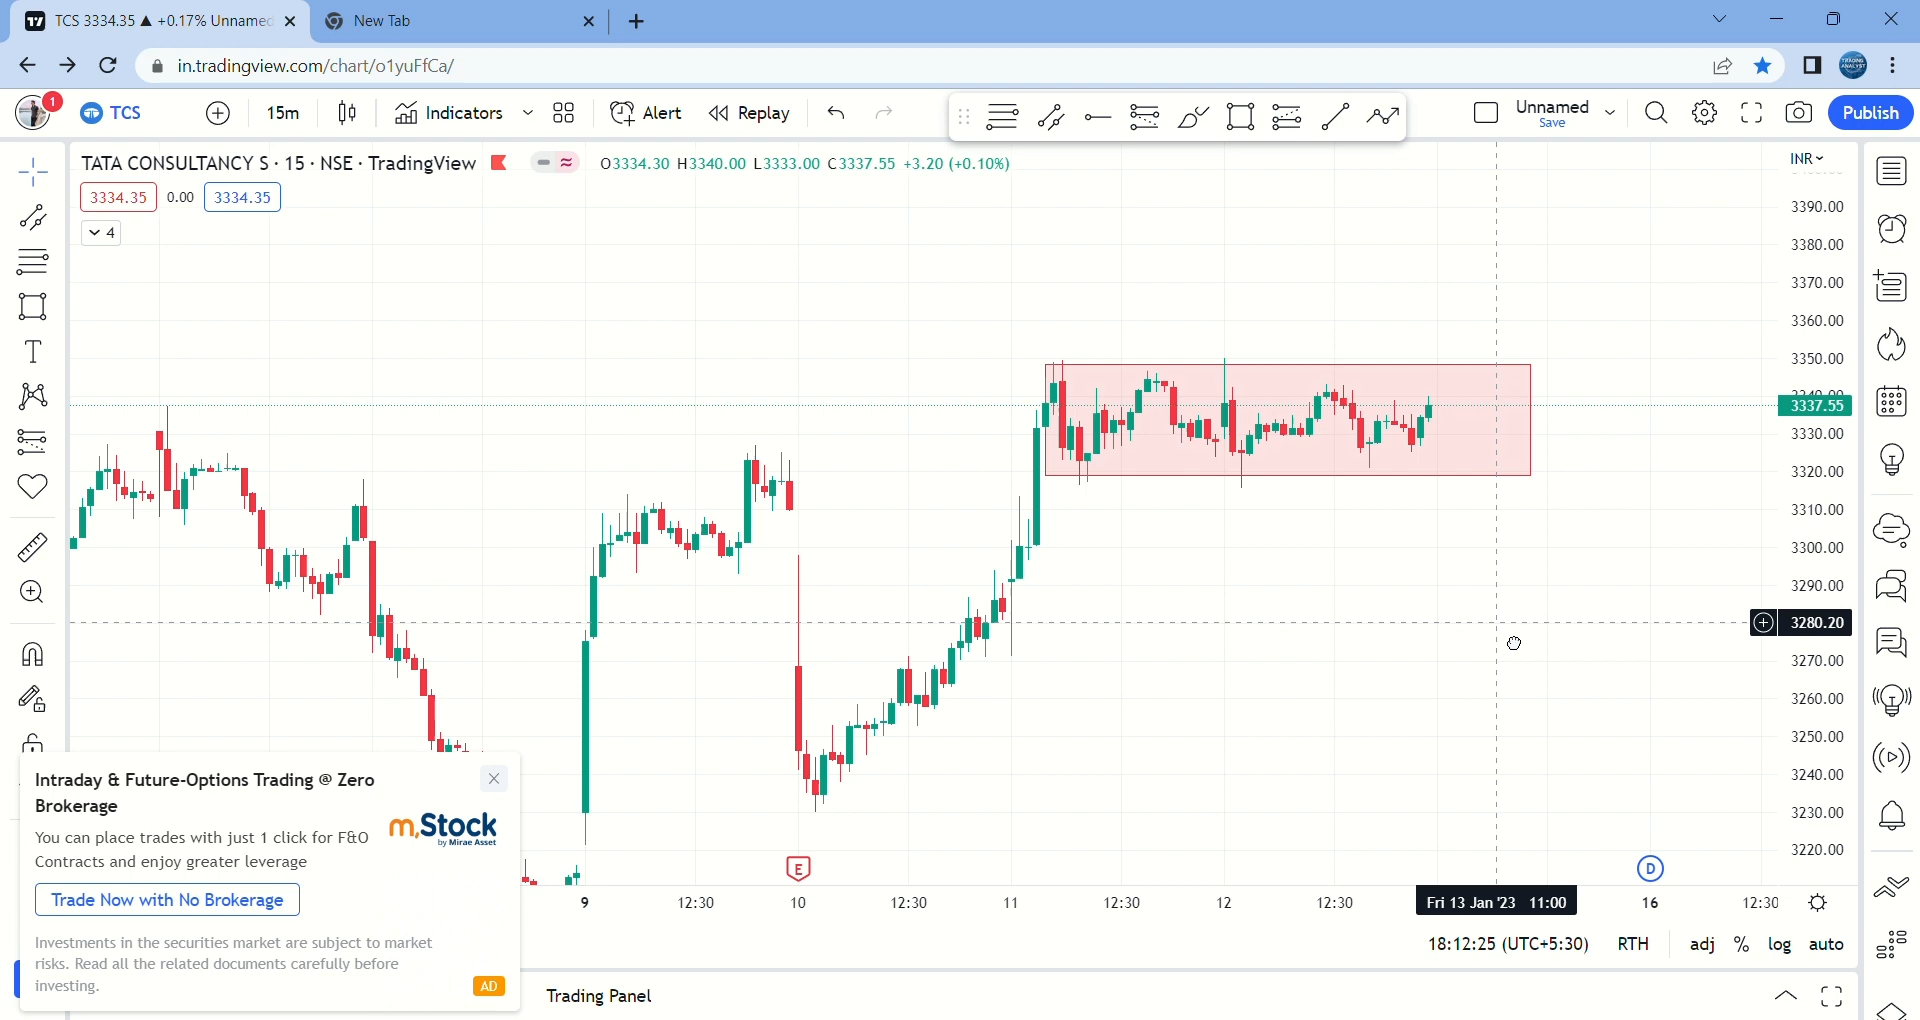 TCS 3334.35 ▲ +0.17% Unnamed
New Tab
in.tradingview.com/chart/o1yuFfCa/
1
TCS
15m
Indicators
Alert
Replay
Unnamed
Save
Publish
TATA CONSULTANCY S · 15 · NSE · TradingView
O3334.30 H3340.00 L3333.00 C3337.55 +3.20 (+0.10%)
INR
3334.35
0.00
3334.35
4
3390.00
3380.00
3370.00
3360.00
3350.00
3337.55
3330.00
3320.00
3310.00
3300.00
3290.00
3280.20
3270.00
3260.00
3250.00
3240.00
3230.00
3220.00
E
D
9
12:30
10
12:30
11
12:30
12
12:30
Fri 13 Jan '23 11:00
16
12:30
18:12:25 (UTC+5:30)
RTH
adj
%
log
auto
Intraday & Future-Options Trading @ Zero
Brokerage
You can place trades with just 1 click for F&O
Contracts and enjoy greater leverage
m.Stock
by Mirae Asset
Trade Now with No Brokerage
Investments in the securities market are subject to market
risks. Read all the related documents carefully before
investing.
AD
Trading Panel